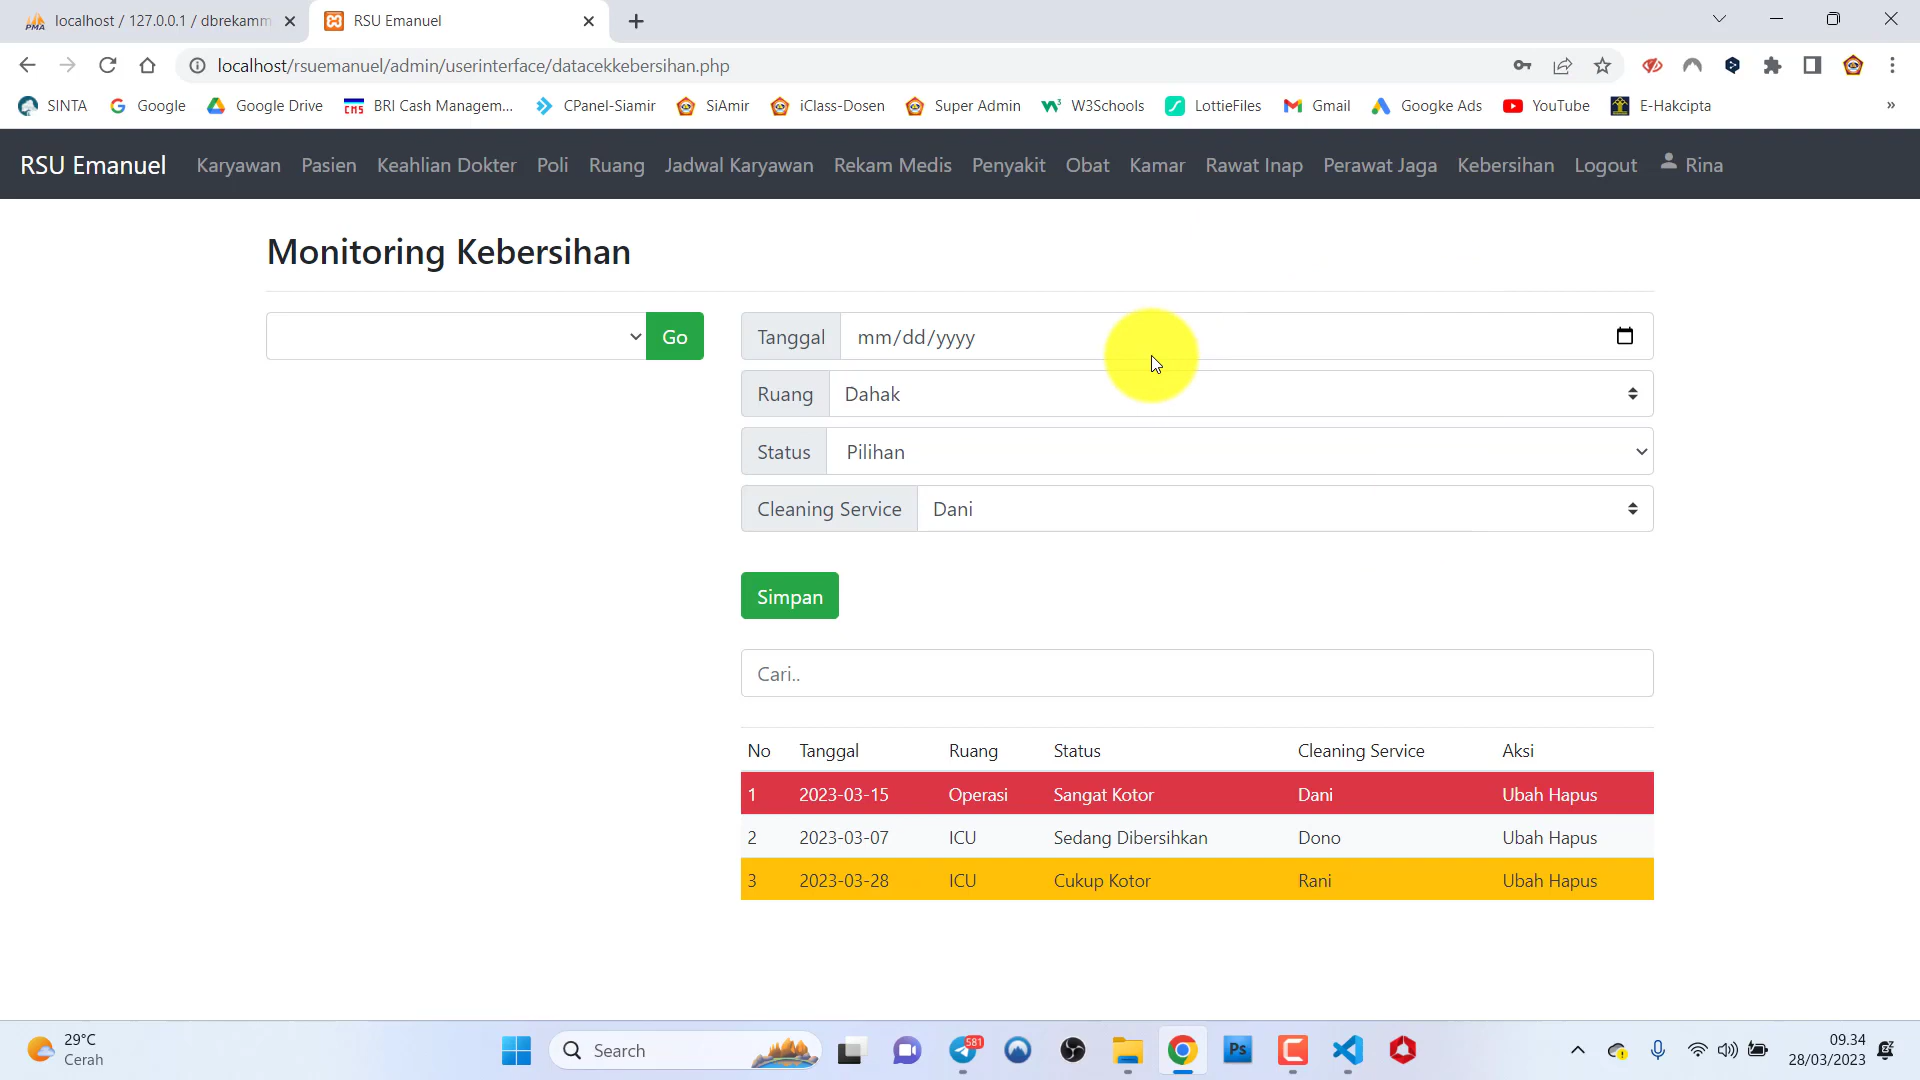 localhost / 127.0.0.1 / dbrekamm
RSU Emanuel
localhost/rsuemanuel/admin/userinterface/datacekkebersihan.php
SINTA Google Google Drive BRI Cash Managem... CPanel-Siamir SiAmir iClass-Dosen Super Admin W3Schools LottieFiles Gmail Googke Ads YouTube E-Hakcipta »
RSU Emanuel Karyawan Pasien Keahlian Dokter Poli Ruang Jadwal Karyawan Rekam Medis Penyakit Obat Kamar Rawat Inap Perawat Jaga Kebersihan Logout Rina
Monitoring Kebersihan
Go
Tanggal mm/dd/yyyy
Ruang Dahak
Status Pilihan
Cleaning Service Dani
Simpan
Cari..
No Tanggal Ruang Status Cleaning Service Aksi
1 2023-03-15 Operasi Sangat Kotor Dani Ubah Hapus
2 2023-03-07 ICU Sedang Dibersihkan Dono Ubah Hapus
3 2023-03-28 ICU Cukup Kotor Rani Ubah Hapus
29°C
Cerah
Search
581
Ps
09.34
28/03/2023